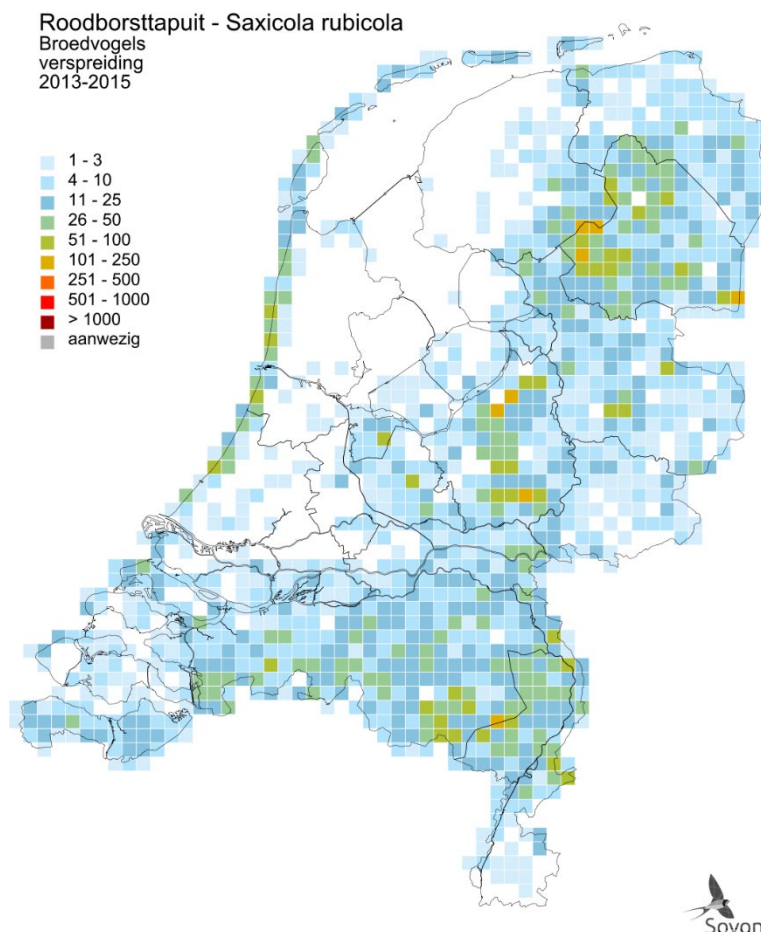 Roodborsttapuit - Saxicola rubicola
Broedvogels
verspreiding
2013-2015
1 - 3
4 - 10
11 - 25
26 - 50
51 - 100
101 - 250
251 - 500
501 - 1000
> 1000
aanwezig
Sovon